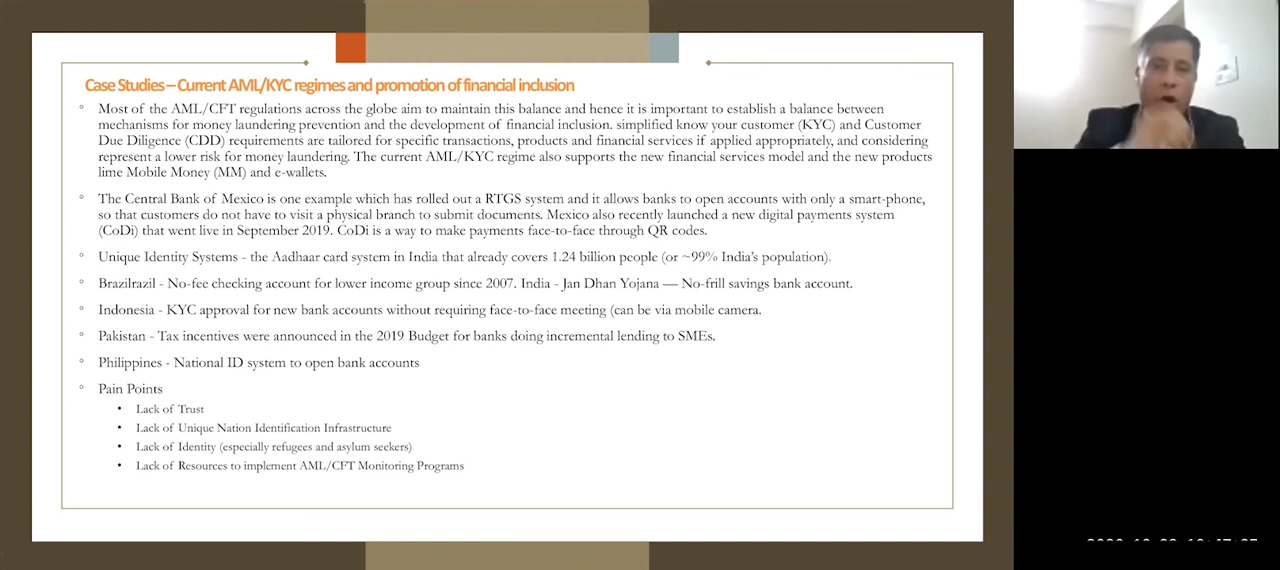 Case Studies – Current AML/KYC regimes and promotion of financial inclusion
Most of the AML/CFT regulations across the globe aim to maintain this balance and hence it is important to establish a balance between
mechanisms for money laundering prevention and the development of financial inclusion. simplified know your customer (KYC) and Customer
Due Diligence (CDD) requirements are tailored for specific transactions, products and financial services if applied appropriately, and considering
represent a lower risk for money laundering. The current AML/KYC regime also supports the new financial services model and the new products
lime Mobile Money (MM) and e-wallets.
The Central Bank of Mexico is one example which has rolled out a RTGS system and it allows banks to open accounts with only a smart-phone,
so that customers do not have to visit a physical branch to submit documents. Mexico also recently launched a new digital payments system
(CoDi) that went live in September 2019. CoDi is a way to make payments face-to-face through QR codes.
Unique Identity Systems - the Aadhaar card system in India that already covers 1.24 billion people (or ~99% India's population).
Brazilrazil - No-fee checking account for lower income group since 2007. India - Jan Dhan Yojana — No-frill savings bank account.
Indonesia - KYC approval for new bank accounts without requiring face-to-face meeting (can be via mobile camera.
Pakistan - Tax incentives were announced in the 2019 Budget for banks doing incremental lending to SMEs.
Philippines - National ID system to open bank accounts
Pain Points
Lack of Trust
Lack of Unique Nation Identification Infrastructure
Lack of Identity (especially refugees and asylum seekers)
Lack of Resources to implement AML/CFT Monitoring Programs